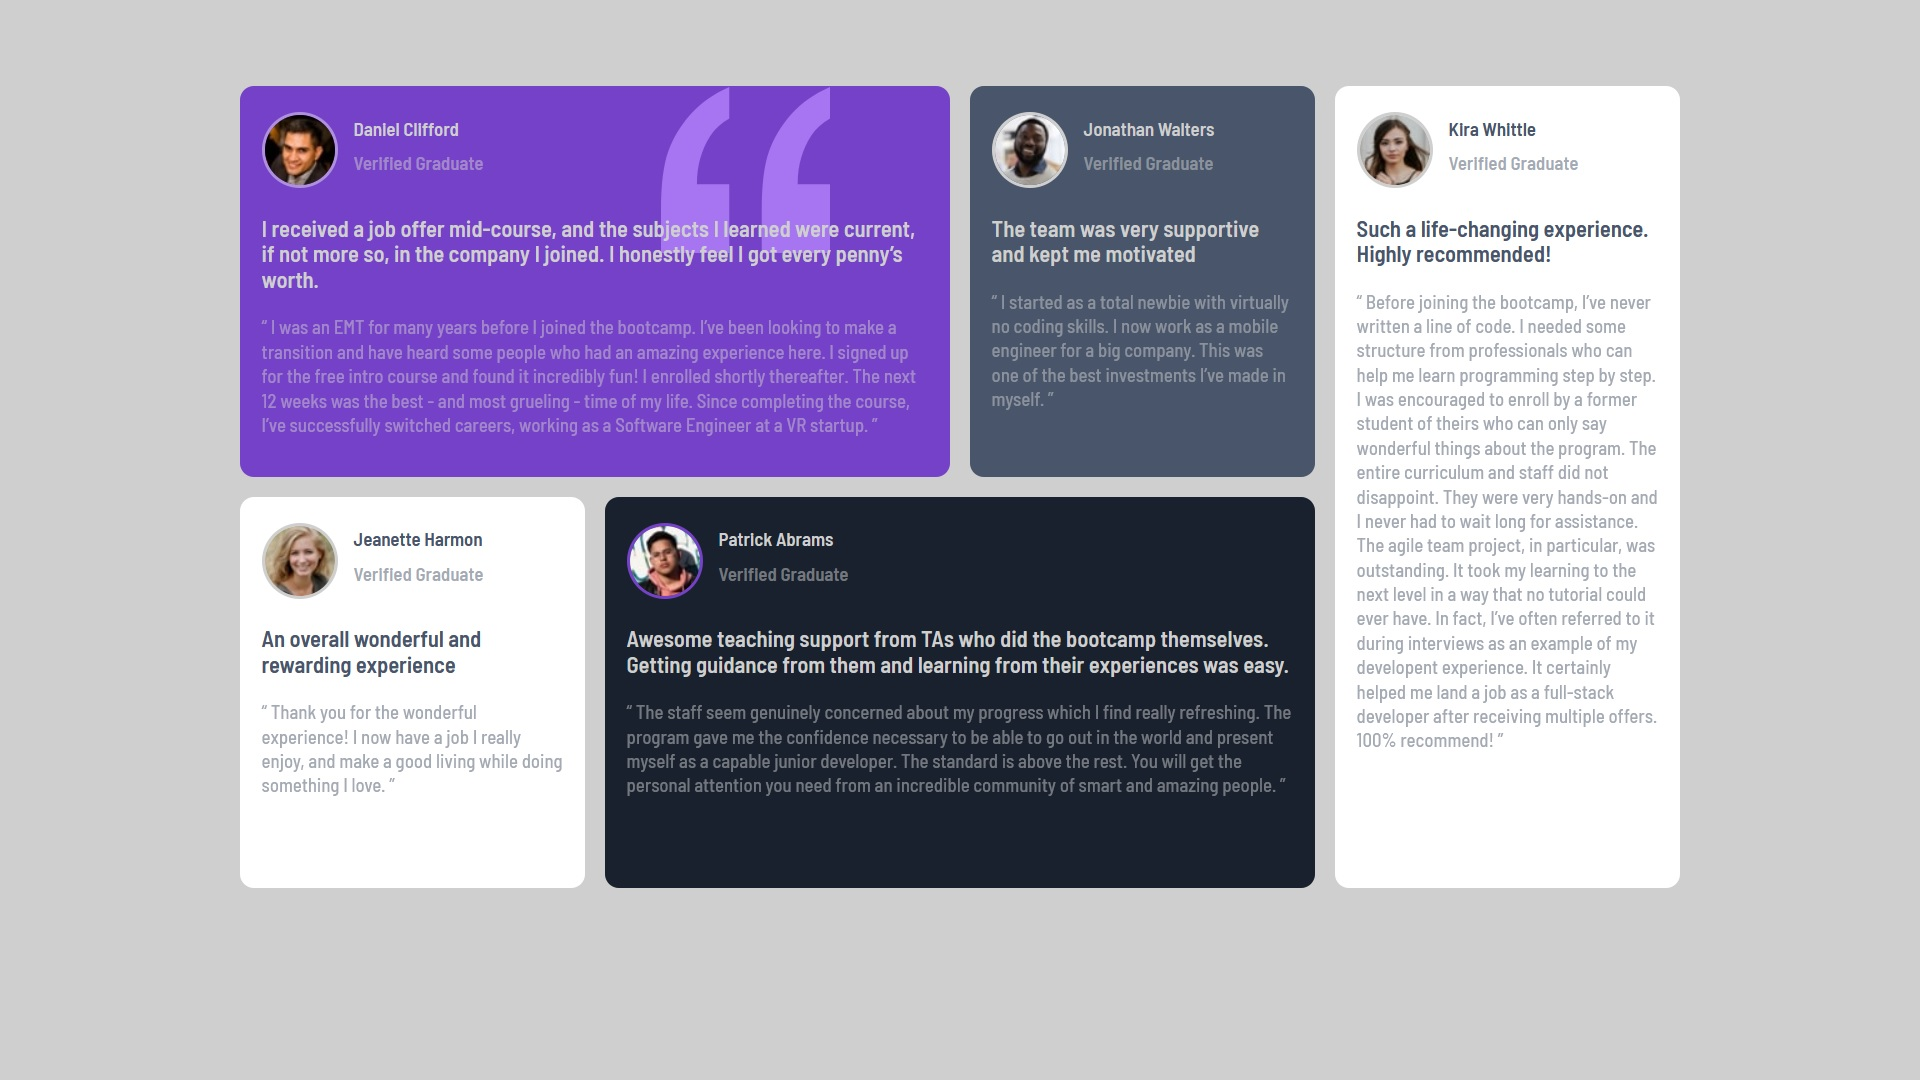 Daniel Clifford
Verified Graduate
I received a job offer mid-course, and the subjects I learned were current,
if not more so, in the company I joined. I honestly feel I got every penny’s
worth.
“ I was an EMT for many years before I joined the bootcamp. I’ve been looking to make a
transition and have heard some people who had an amazing experience here. I signed up
for the free intro course and found it incredibly fun! I enrolled shortly thereafter. The next
12 weeks was the best - and most grueling - time of my life. Since completing the course,
I’ve successfully switched careers, working as a Software Engineer at a VR startup. ”
Jonathan Walters
Verified Graduate
The team was very supportive
and kept me motivated
“ I started as a total newbie with virtually
no coding skills. I now work as a mobile
engineer for a big company. This was
one of the best investments I’ve made in
myself. ”
Kira Whittle
Verified Graduate
Such a life-changing experience.
Highly recommended!
“ Before joining the bootcamp, I’ve never
written a line of code. I needed some
structure from professionals who can
help me learn programming step by step.
I was encouraged to enroll by a former
student of theirs who can only say
wonderful things about the program. The
entire curriculum and staff did not
disappoint. They were very hands-on and
I never had to wait long for assistance.
The agile team project, in particular, was
outstanding. It took my learning to the
next level in a way that no tutorial could
ever have. In fact, I’ve often referred to it
during interviews as an example of my
developent experience. It certainly
helped me land a job as a full-stack
developer after receiving multiple offers.
100% recommend! ”
Jeanette Harmon
Verified Graduate
An overall wonderful and
rewarding experience
“ Thank you for the wonderful
experience! I now have a job I really
enjoy, and make a good living while doing
something I love. ”
Patrick Abrams
Verified Graduate
Awesome teaching support from TAs who did the bootcamp themselves.
Getting guidance from them and learning from their experiences was easy.
“ The staff seem genuinely concerned about my progress which I find really refreshing. The
program gave me the confidence necessary to be able to go out in the world and present
myself as a capable junior developer. The standard is above the rest. You will get the
personal attention you need from an incredible community of smart and amazing people. ”